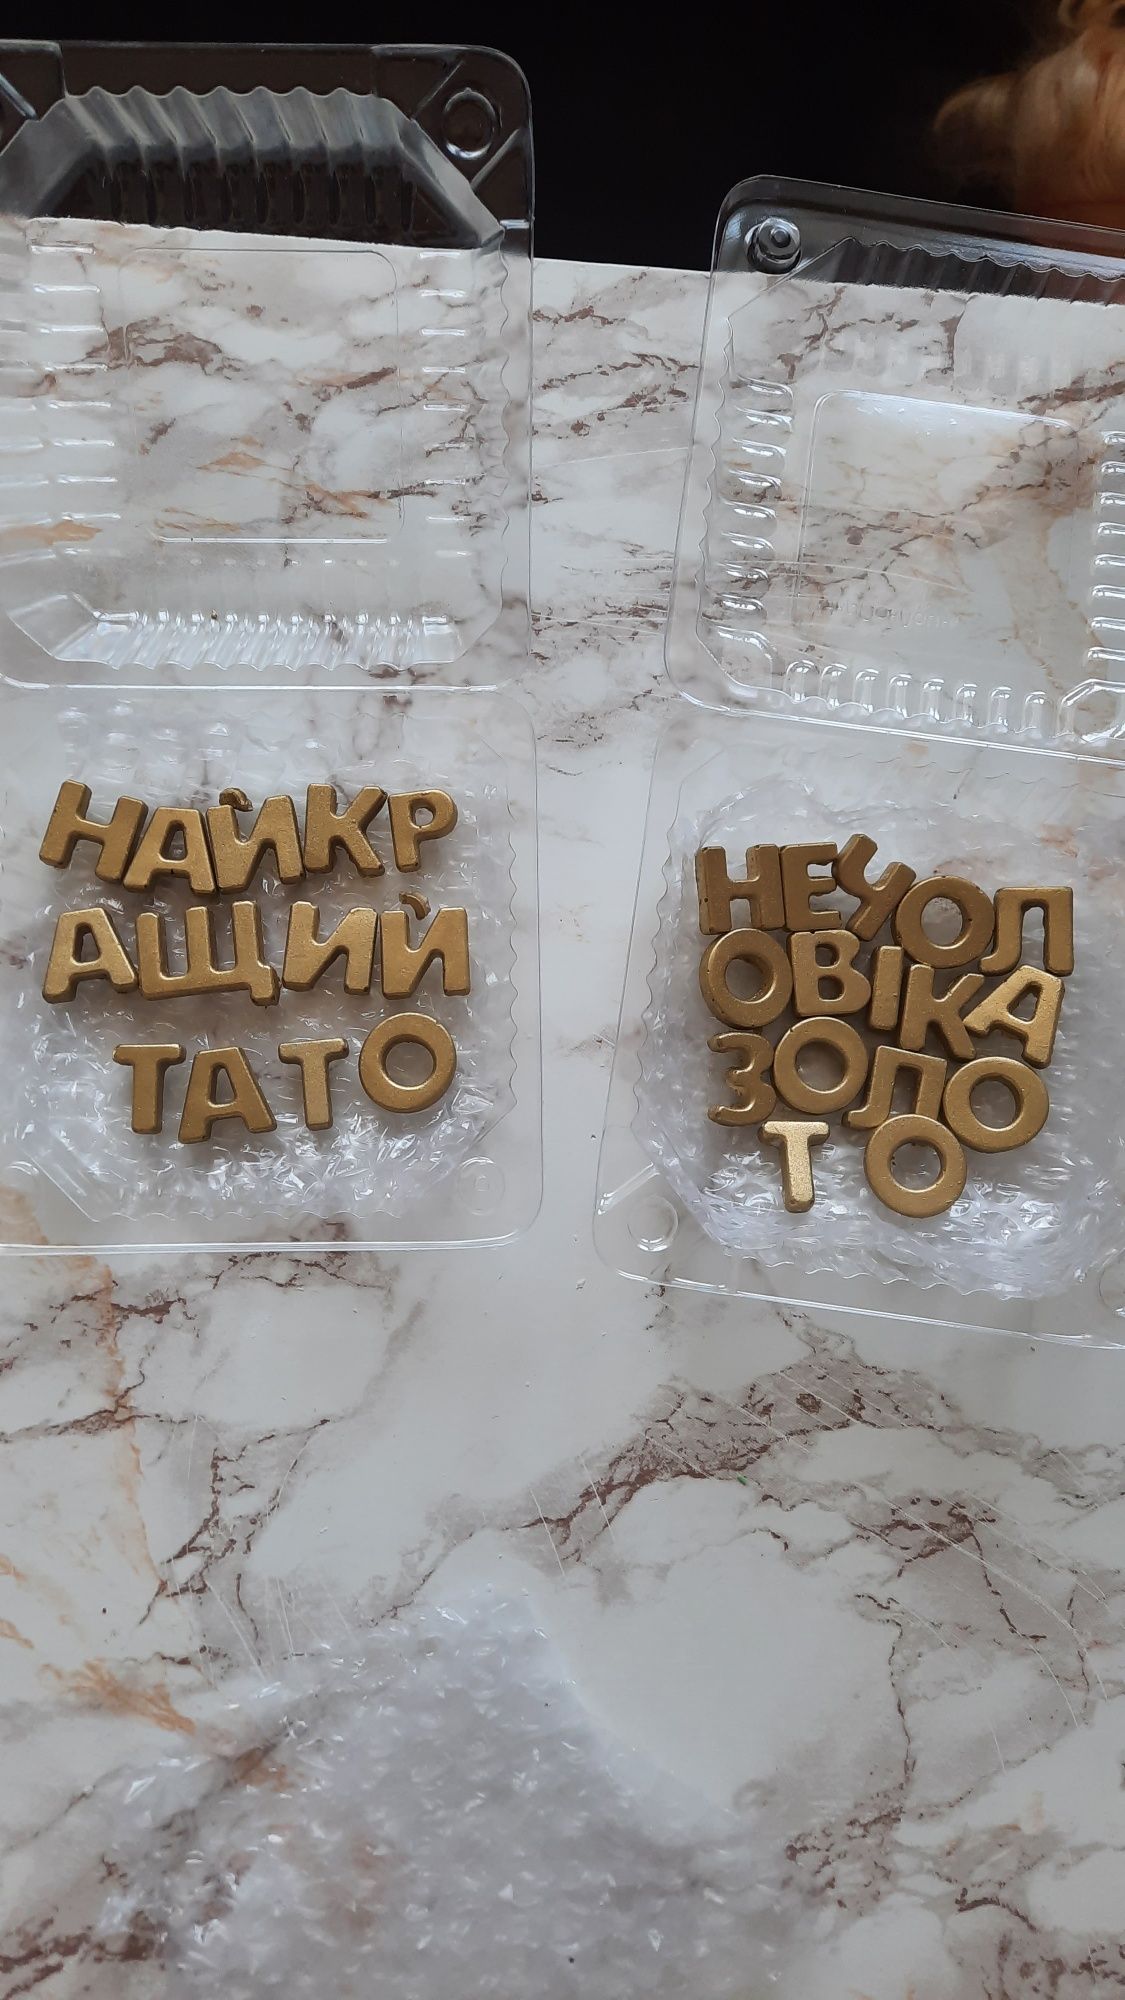 НАЙКР
АЩИЙ
ТАТО
НЕЧОЛ
ОВІКА
ЗОЛО
ТО